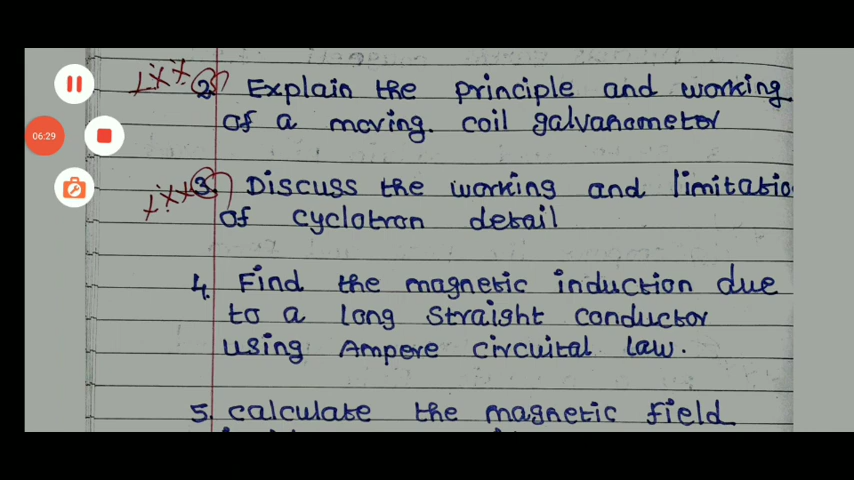 06:29
2. Explain the principle and working
of a moving. coil galvanometer
3. Discuss the working and limitatio
of cyclotron detail
4. Find the magnetic induction due
to a long straight conductor
using Ampere circuital law.
5. calculate the magnetic field